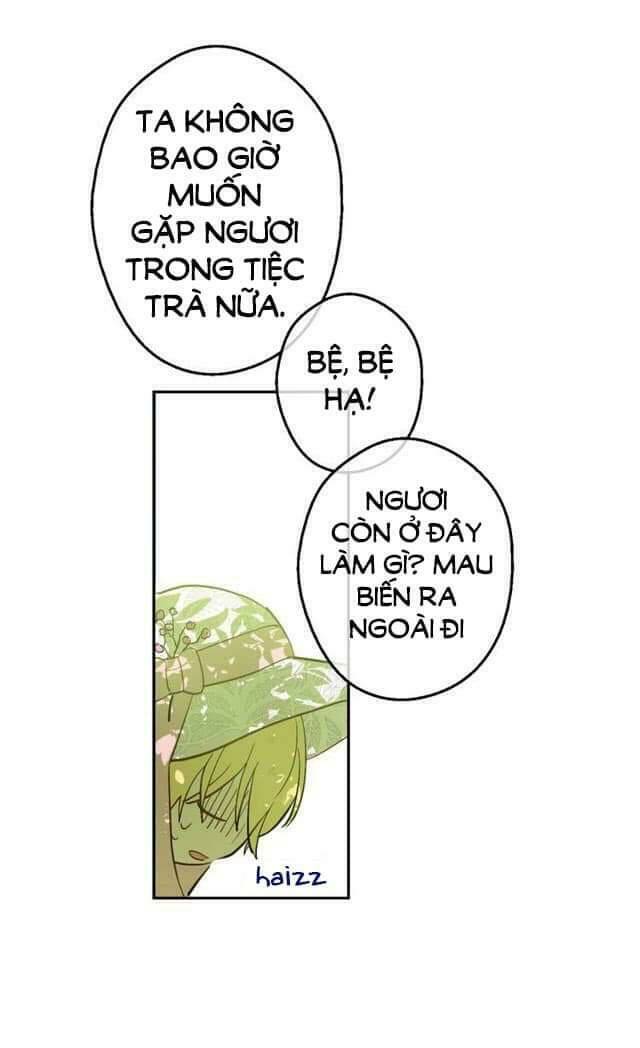 TA KHÔNG
BAO GIỜ
MUỐN
GẶP NGƯƠI
TRONG TIỆC
TRÀ NỮA.
BỆ, BỆ
HẠ!
NGƯƠI
CÒN Ở ĐÂY
LÀM GÌ? MAU
BIẾN RA
NGOÀI ĐI
haizz